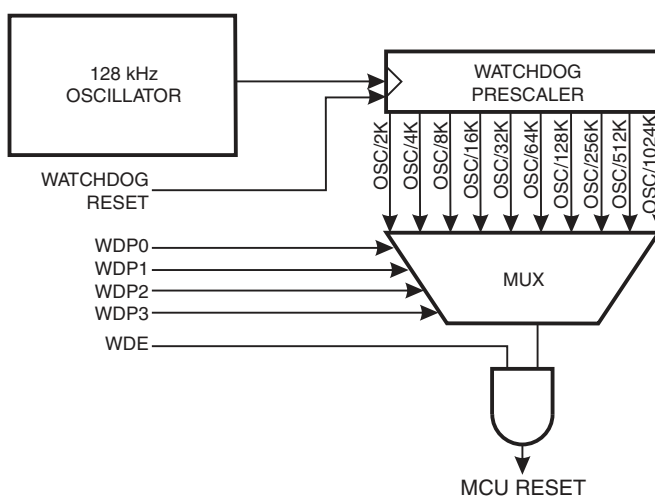 128 kHz
OSCILLATOR
WATCHDOG
PRESCALER
OSC/2K
OSC/4K
OSC/8K
OSC/16K
OSC/32K
OSC/64K
OSC/128K
OSC/256K
OSC/512K
OSC/1024K
WATCHDOG
RESET
WDP0
WDP1
WDP2
WDP3
WDE
MUX
MCU RESET